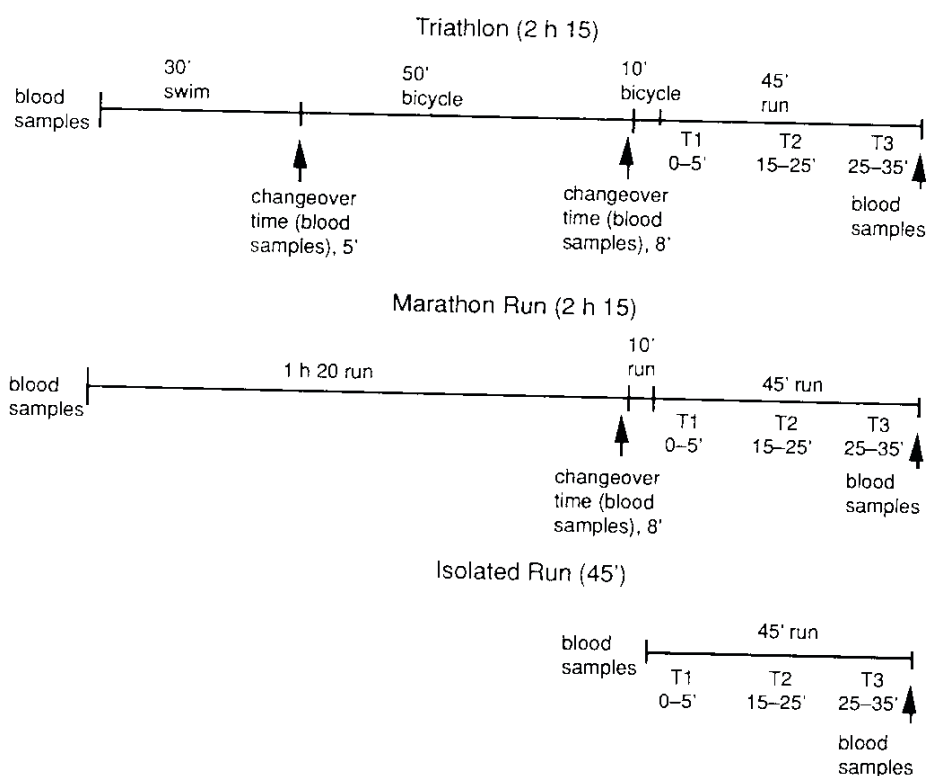 Triathlon (2 h 15)
30'
swim
50'
bicycle
10'
bicycle
45'
run
blood
samples
T1
0–5'
T2
15–25'
T3
25–35'
changeover
time (blood
samples), 5'
changeover
time (blood
samples), 8'
blood
samples
Marathon Run (2 h 15)
blood
samples
1 h 20 run
10'
run
45' run
T1
0–5'
T2
15–25'
T3
25–35'
changeover
time (blood
samples), 8'
blood
samples
Isolated Run (45')
blood
samples
45' run
T1
0–5'
T2
15–25'
T3
25–35'
blood
samples